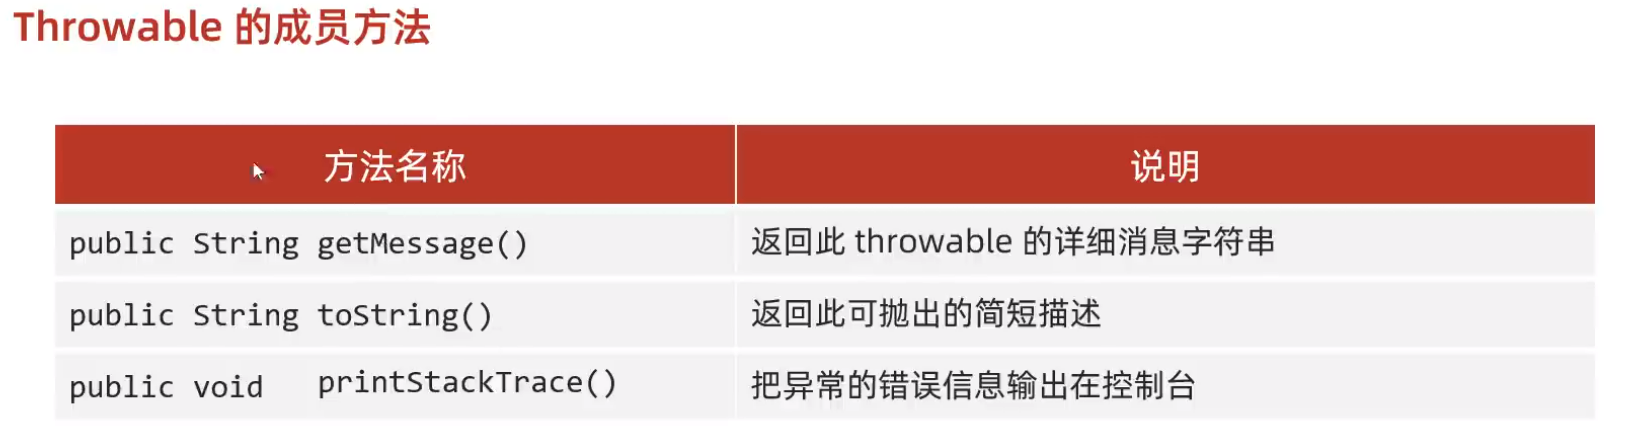 Throwable 的成员方法
方法名称 说明
public String getMessage() 返回此 throwable 的详细消息字符串
public String toString() 返回此可抛出的简短描述
public void printStackTrace() 把异常的错误信息输出在控制台